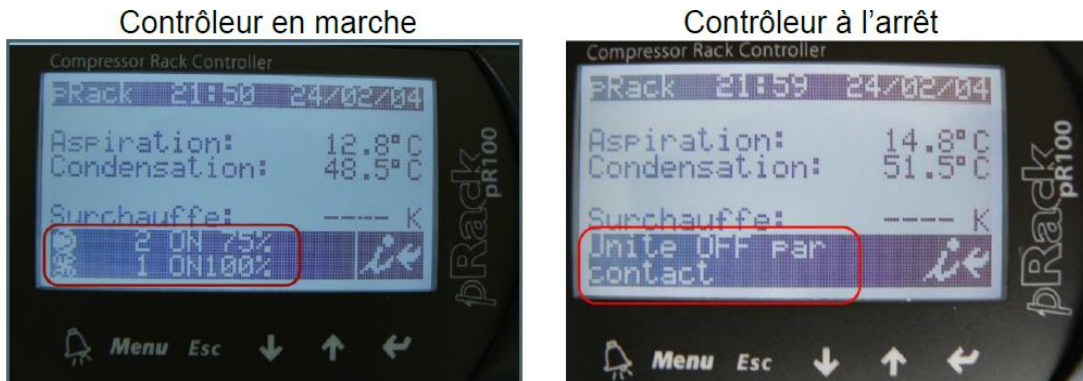 Contrôleur en marche
Compressor Rack Controller
pRack 21:50 24/02/04
Aspiration: 12.8°C
Condensation: 48.5°C
Surchauffe: ---- K
2 ON 75%
1 ON100%
Menu Esc
pRack
pR100
Contrôleur à l'arrêt
Compressor Rack Controller
pRack 21:59 24/02/04
Aspiration: 14.8°C
Condensation: 51.5°C
Surchauffe: ---- K
Unite OFF par
contact
Menu Esc
pRack
pR100